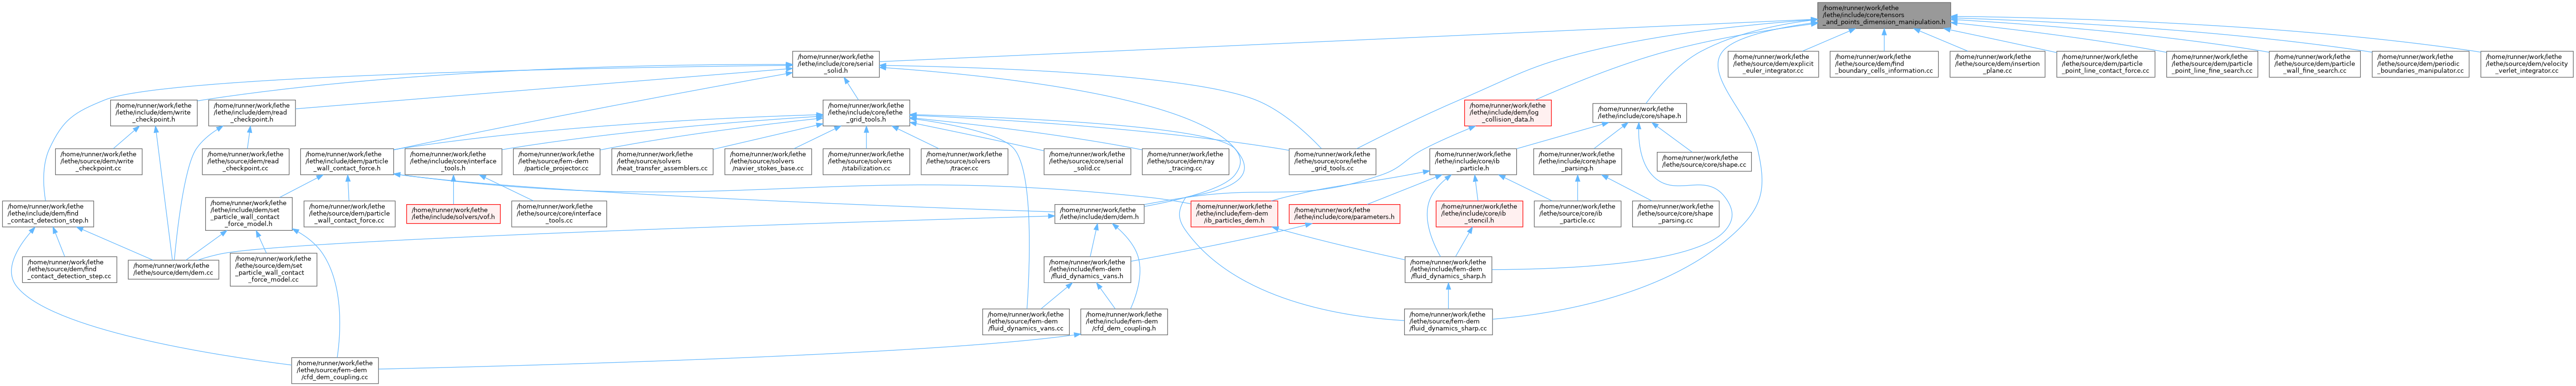 /home/runner/work/lethe
/lethe/include/core/tensors
_and_points_dimension_manipulation.h
/home/runner/work/lethe
/lethe/include/core/serial
_solid.h
/home/runner/work/lethe
/lethe/source/dem/explicit
_euler_integrator.cc
/home/runner/work/lethe
/lethe/source/dem/find
_boundary_cells_information.cc
/home/runner/work/lethe
/lethe/source/dem/insertion
_plane.cc
/home/runner/work/lethe
/lethe/source/dem/particle
_point_line_contact_force.cc
/home/runner/work/lethe
/lethe/source/dem/particle
_point_line_fine_search.cc
/home/runner/work/lethe
/lethe/source/dem/particle
_wall_fine_search.cc
/home/runner/work/lethe
/lethe/source/dem/periodic
_boundaries_manipulator.cc
/home/runner/work/lethe
/lethe/source/dem/velocity
_verlet_integrator.cc
/home/runner/work/lethe
/lethe/include/dem/write
_checkpoint.h
/home/runner/work/lethe
/lethe/include/dem/read
_checkpoint.h
/home/runner/work/lethe
/lethe/include/core/lethe
_grid_tools.h
/home/runner/work/lethe
/lethe/include/dem/log
_collision_data.h
/home/runner/work/lethe
/lethe/include/core/shape.h
/home/runner/work/lethe
/lethe/source/dem/write
_checkpoint.cc
/home/runner/work/lethe
/lethe/source/dem/read
_checkpoint.cc
/home/runner/work/lethe
/lethe/include/dem/particle
_wall_contact_force.h
/home/runner/work/lethe
/lethe/include/core/interface
_tools.h
/home/runner/work/lethe
/lethe/source/fem-dem
/particle_projector.cc
/home/runner/work/lethe
/lethe/source/solvers
/heat_transfer_assemblers.cc
/home/runner/work/lethe
/lethe/source/solvers
/navier_stokes_base.cc
/home/runner/work/lethe
/lethe/source/solvers
/stabilization.cc
/home/runner/work/lethe
/lethe/source/solvers
/tracer.cc
/home/runner/work/lethe
/lethe/source/core/serial
_solid.cc
/home/runner/work/lethe
/lethe/source/dem/ray
_tracing.cc
/home/runner/work/lethe
/lethe/source/core/lethe
_grid_tools.cc
/home/runner/work/lethe
/lethe/include/core/ib
_particle.h
/home/runner/work/lethe
/lethe/include/core/shape
_parsing.h
/home/runner/work/lethe
/lethe/source/core/shape.cc
/home/runner/work/lethe
/lethe/include/dem/find
_contact_detection_step.h
/home/runner/work/lethe
/lethe/include/dem/set
_particle_wall_contact
_force_model.h
/home/runner/work/lethe
/lethe/source/dem/particle
_wall_contact_force.cc
/home/runner/work/lethe
/lethe/include/solvers/vof.h
/home/runner/work/lethe
/lethe/source/core/interface
_tools.cc
/home/runner/work/lethe
/lethe/include/dem/dem.h
/home/runner/work/lethe
/lethe/include/fem-dem
/ib_particles_dem.h
/home/runner/work/lethe
/lethe/include/core/parameters.h
/home/runner/work/lethe
/lethe/include/core/ib
_stencil.h
/home/runner/work/lethe
/lethe/source/core/ib
_particle.cc
/home/runner/work/lethe
/lethe/source/core/shape
_parsing.cc
/home/runner/work/lethe
/lethe/source/dem/find
_contact_detection_step.cc
/home/runner/work/lethe
/lethe/source/dem/dem.cc
/home/runner/work/lethe
/lethe/source/dem/set
_particle_wall_contact
_force_model.cc
/home/runner/work/lethe
/lethe/include/fem-dem
/fluid_dynamics_vans.h
/home/runner/work/lethe
/lethe/include/fem-dem
/fluid_dynamics_sharp.h
/home/runner/work/lethe
/lethe/source/fem-dem
/fluid_dynamics_vans.cc
/home/runner/work/lethe
/lethe/include/fem-dem
/cfd_dem_coupling.h
/home/runner/work/lethe
/lethe/source/fem-dem
/fluid_dynamics_sharp.cc
/home/runner/work/lethe
/lethe/source/fem-dem
/cfd_dem_coupling.cc